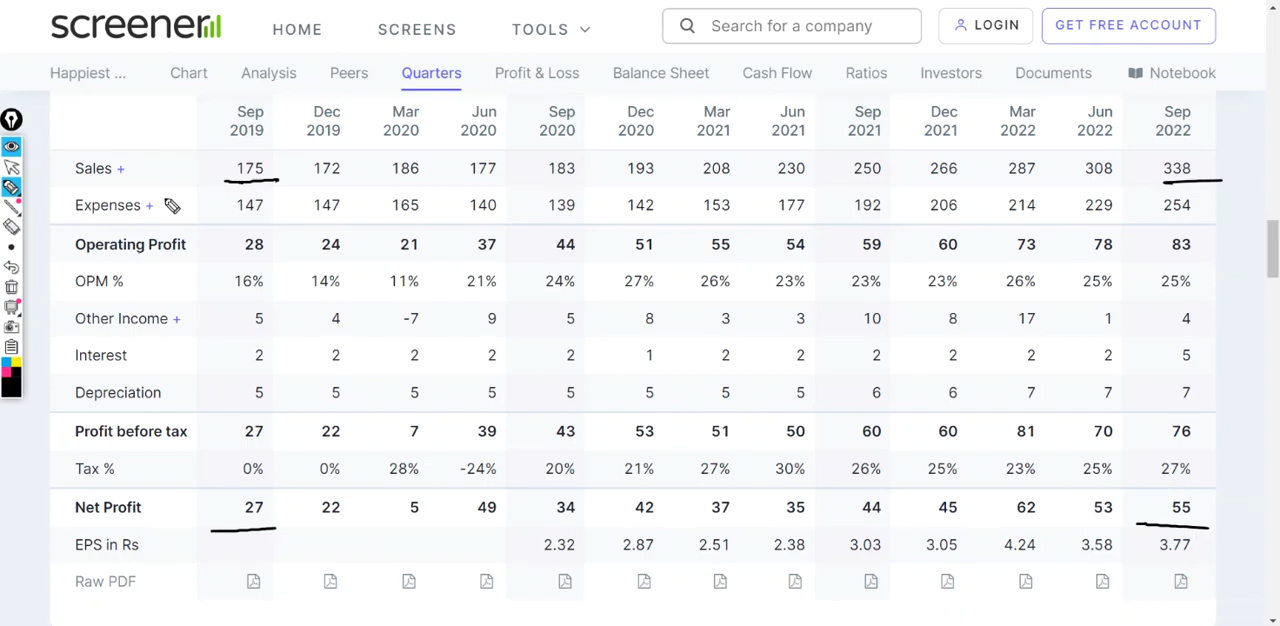 screener
HOME SCREENS TOOLS
Search for a company
LOGIN
GET FREE ACCOUNT
Happiest ... Chart Analysis Peers Quarters Profit & Loss Balance Sheet Cash Flow Ratios Investors Documents Notebook
Sep 2019 Dec 2019 Mar 2020 Jun 2020 Sep 2020 Dec 2020 Mar 2021 Jun 2021 Sep 2021 Dec 2021 Mar 2022 Jun 2022 Sep 2022
Sales + 175 172 186 177 183 193 208 230 250 266 287 308 338
Expenses + 147 147 165 140 139 142 153 177 192 206 214 229 254
Operating Profit 28 24 21 37 44 51 55 54 59 60 73 78 83
OPM % 16% 14% 11% 21% 24% 27% 26% 23% 23% 23% 26% 25% 25%
Other Income + 5 4 -7 9 5 8 3 3 10 8 17 1 4
Interest 2 2 2 2 2 1 2 2 2 2 2 2 5
Depreciation 5 5 5 5 5 5 5 5 6 6 7 7 7
Profit before tax 27 22 7 39 43 53 51 50 60 60 81 70 76
Tax % 0% 0% 28% -24% 20% 21% 27% 30% 26% 25% 23% 25% 27%
Net Profit 27 22 5 49 34 42 37 35 44 45 62 53 55
EPS in Rs 2.32 2.87 2.51 2.38 3.03 3.05 4.24 3.58 3.77
Raw PDF